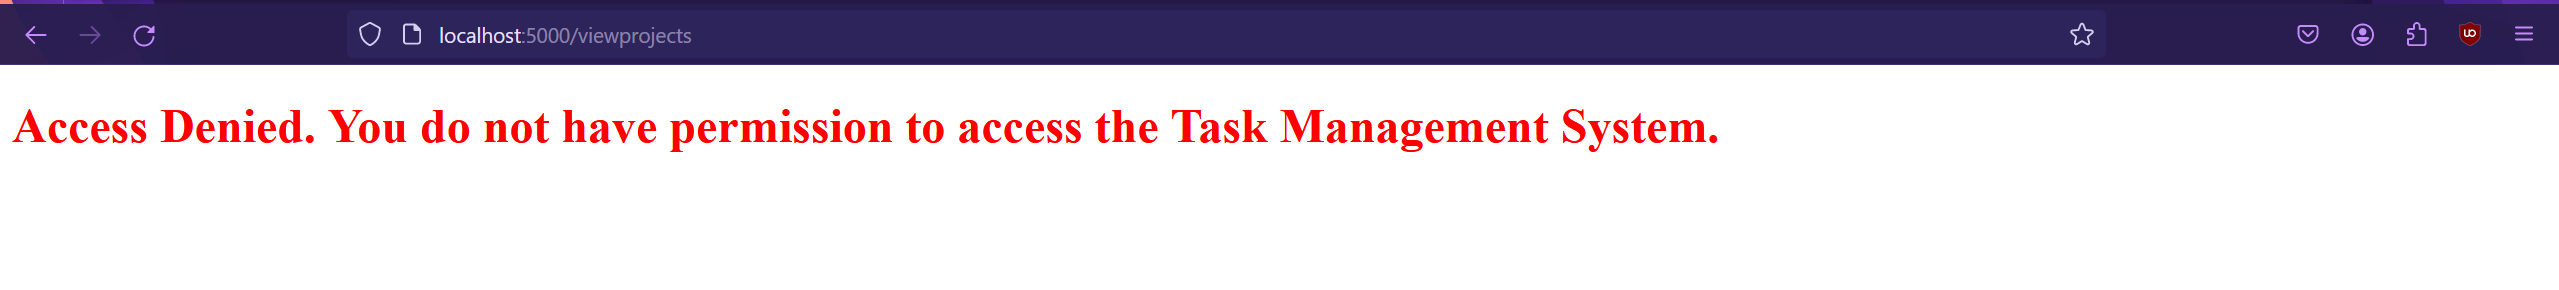 localhost:5000/viewprojects
Access Denied. You do not have permission to access the Task Management System.